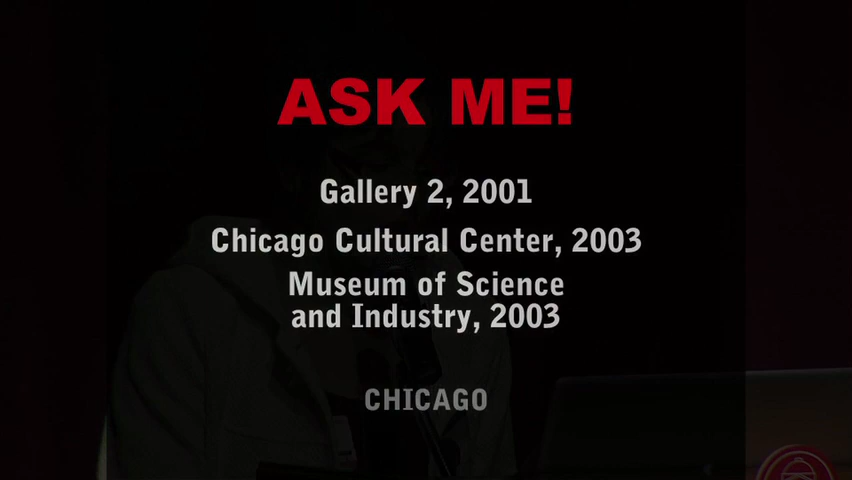 ASK ME!
Gallery 2, 2001
Chicago Cultural Center, 2003
Museum of Science
and Industry, 2003
CHICAGO